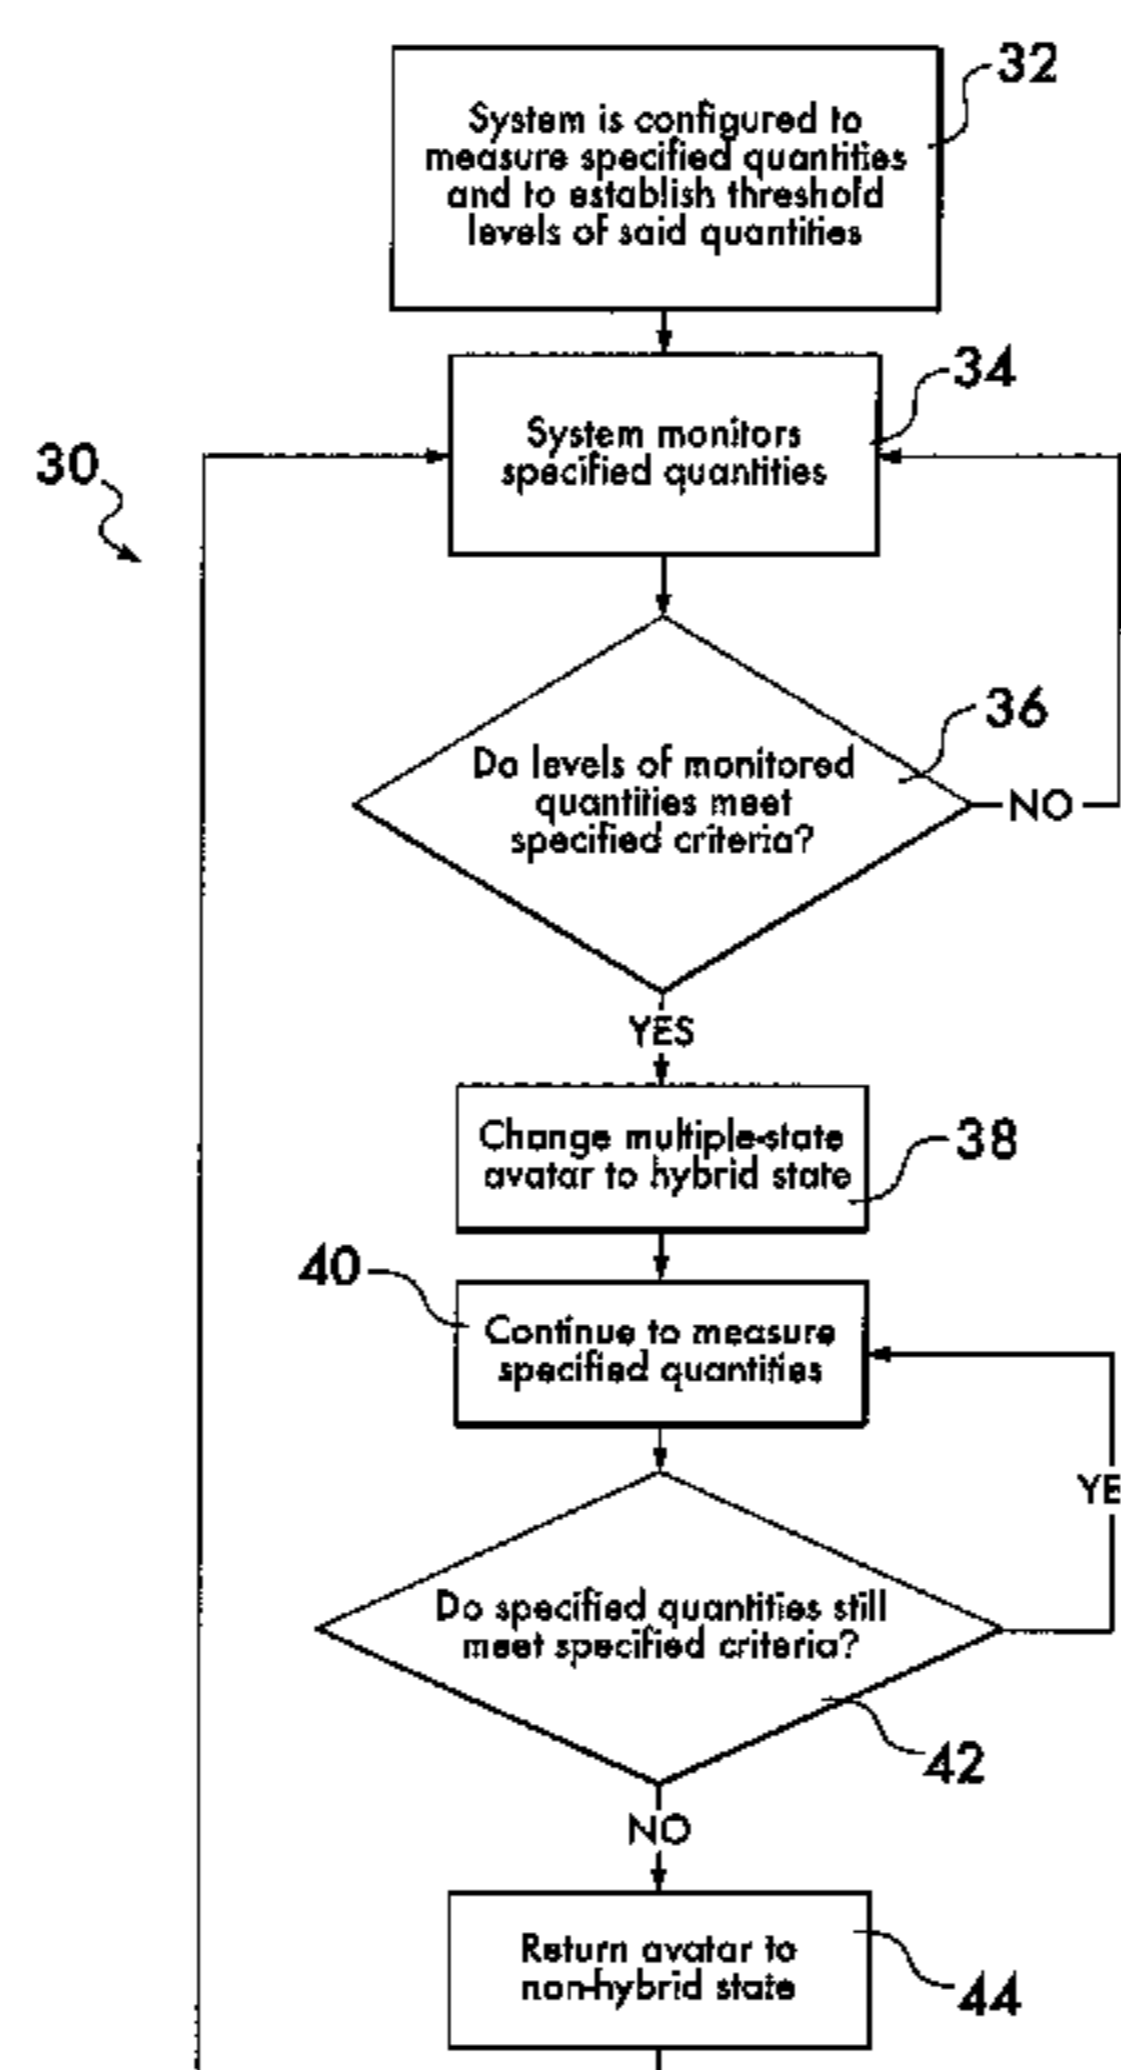 32
System is configured to
measure specified quantities
and to establish threshold
levels of said quantities
34
System monitors
specified quantities
30
36
Do levels of monitored
quantities meet
specified criteria?
NO
YES
Change multiple-state
avatar to hybrid state
38
40
Continue to measure
specified quantities
YE
Do specified quantities still
meet specified criteria?
42
NO
Return avatar to
non-hybrid state
44